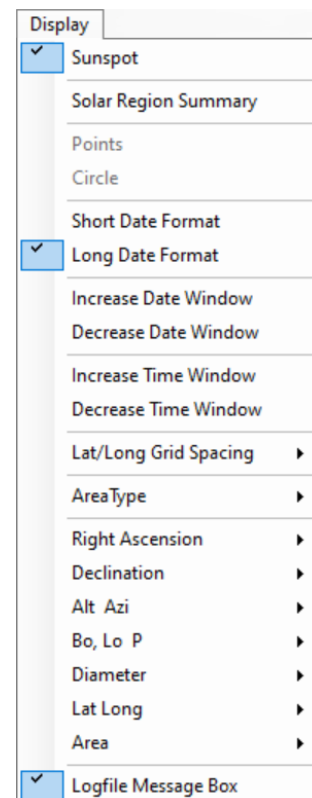 Display
Sunspot
Solar Region Summary
Points
Circle
Short Date Format
Long Date Format
Increase Date Window
Decrease Date Window
Increase Time Window
Decrease Time Window
Lat/Long Grid Spacing
AreaType
Right Ascension
Declination
Alt  Azi
Bo, Lo  P
Diameter
Lat Long
Area
Logfile Message Box